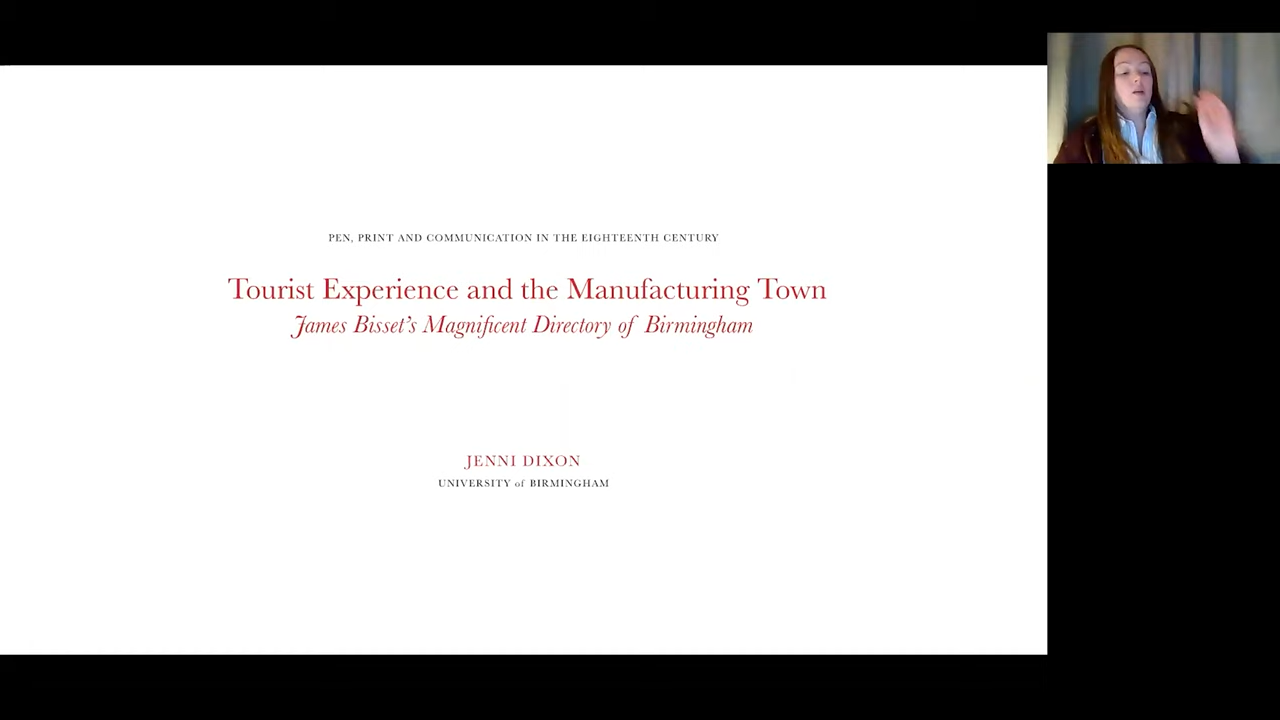 PEN, PRINT AND COMMUNICATION IN THE EIGHTEENTH CENTURY
Tourist Experience and the Manufacturing Town
James Bisset's Magnificent Directory of Birmingham
JENNI DIXON
UNIVERSITY of BIRMINGHAM